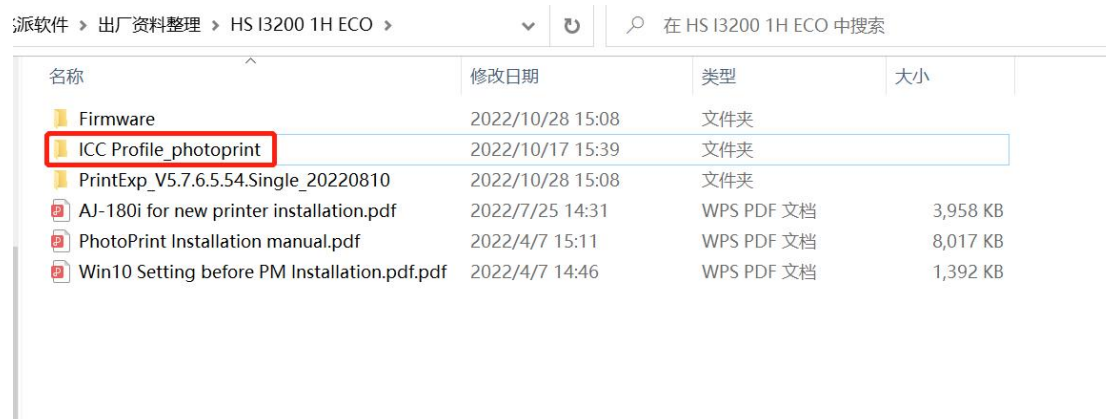 派软件 › 出厂资料整理 › HS I3200 1H ECO ›
在 HS I3200 1H ECO 中搜索
名称 修改日期 类型 大小
Firmware 2022/10/28 15:08 文件夹
ICC Profile_photoprint 2022/10/17 15:39 文件夹
PrintExp_V5.7.6.5.54.Single_20220810 2022/10/28 15:08 文件夹
AJ-180i for new printer installation.pdf 2022/7/25 14:31 WPS PDF 文档 3,958 KB
PhotoPrint Installation manual.pdf 2022/4/7 15:11 WPS PDF 文档 8,017 KB
Win10 Setting before PM Installation.pdf.pdf 2022/4/7 14:46 WPS PDF 文档 1,392 KB